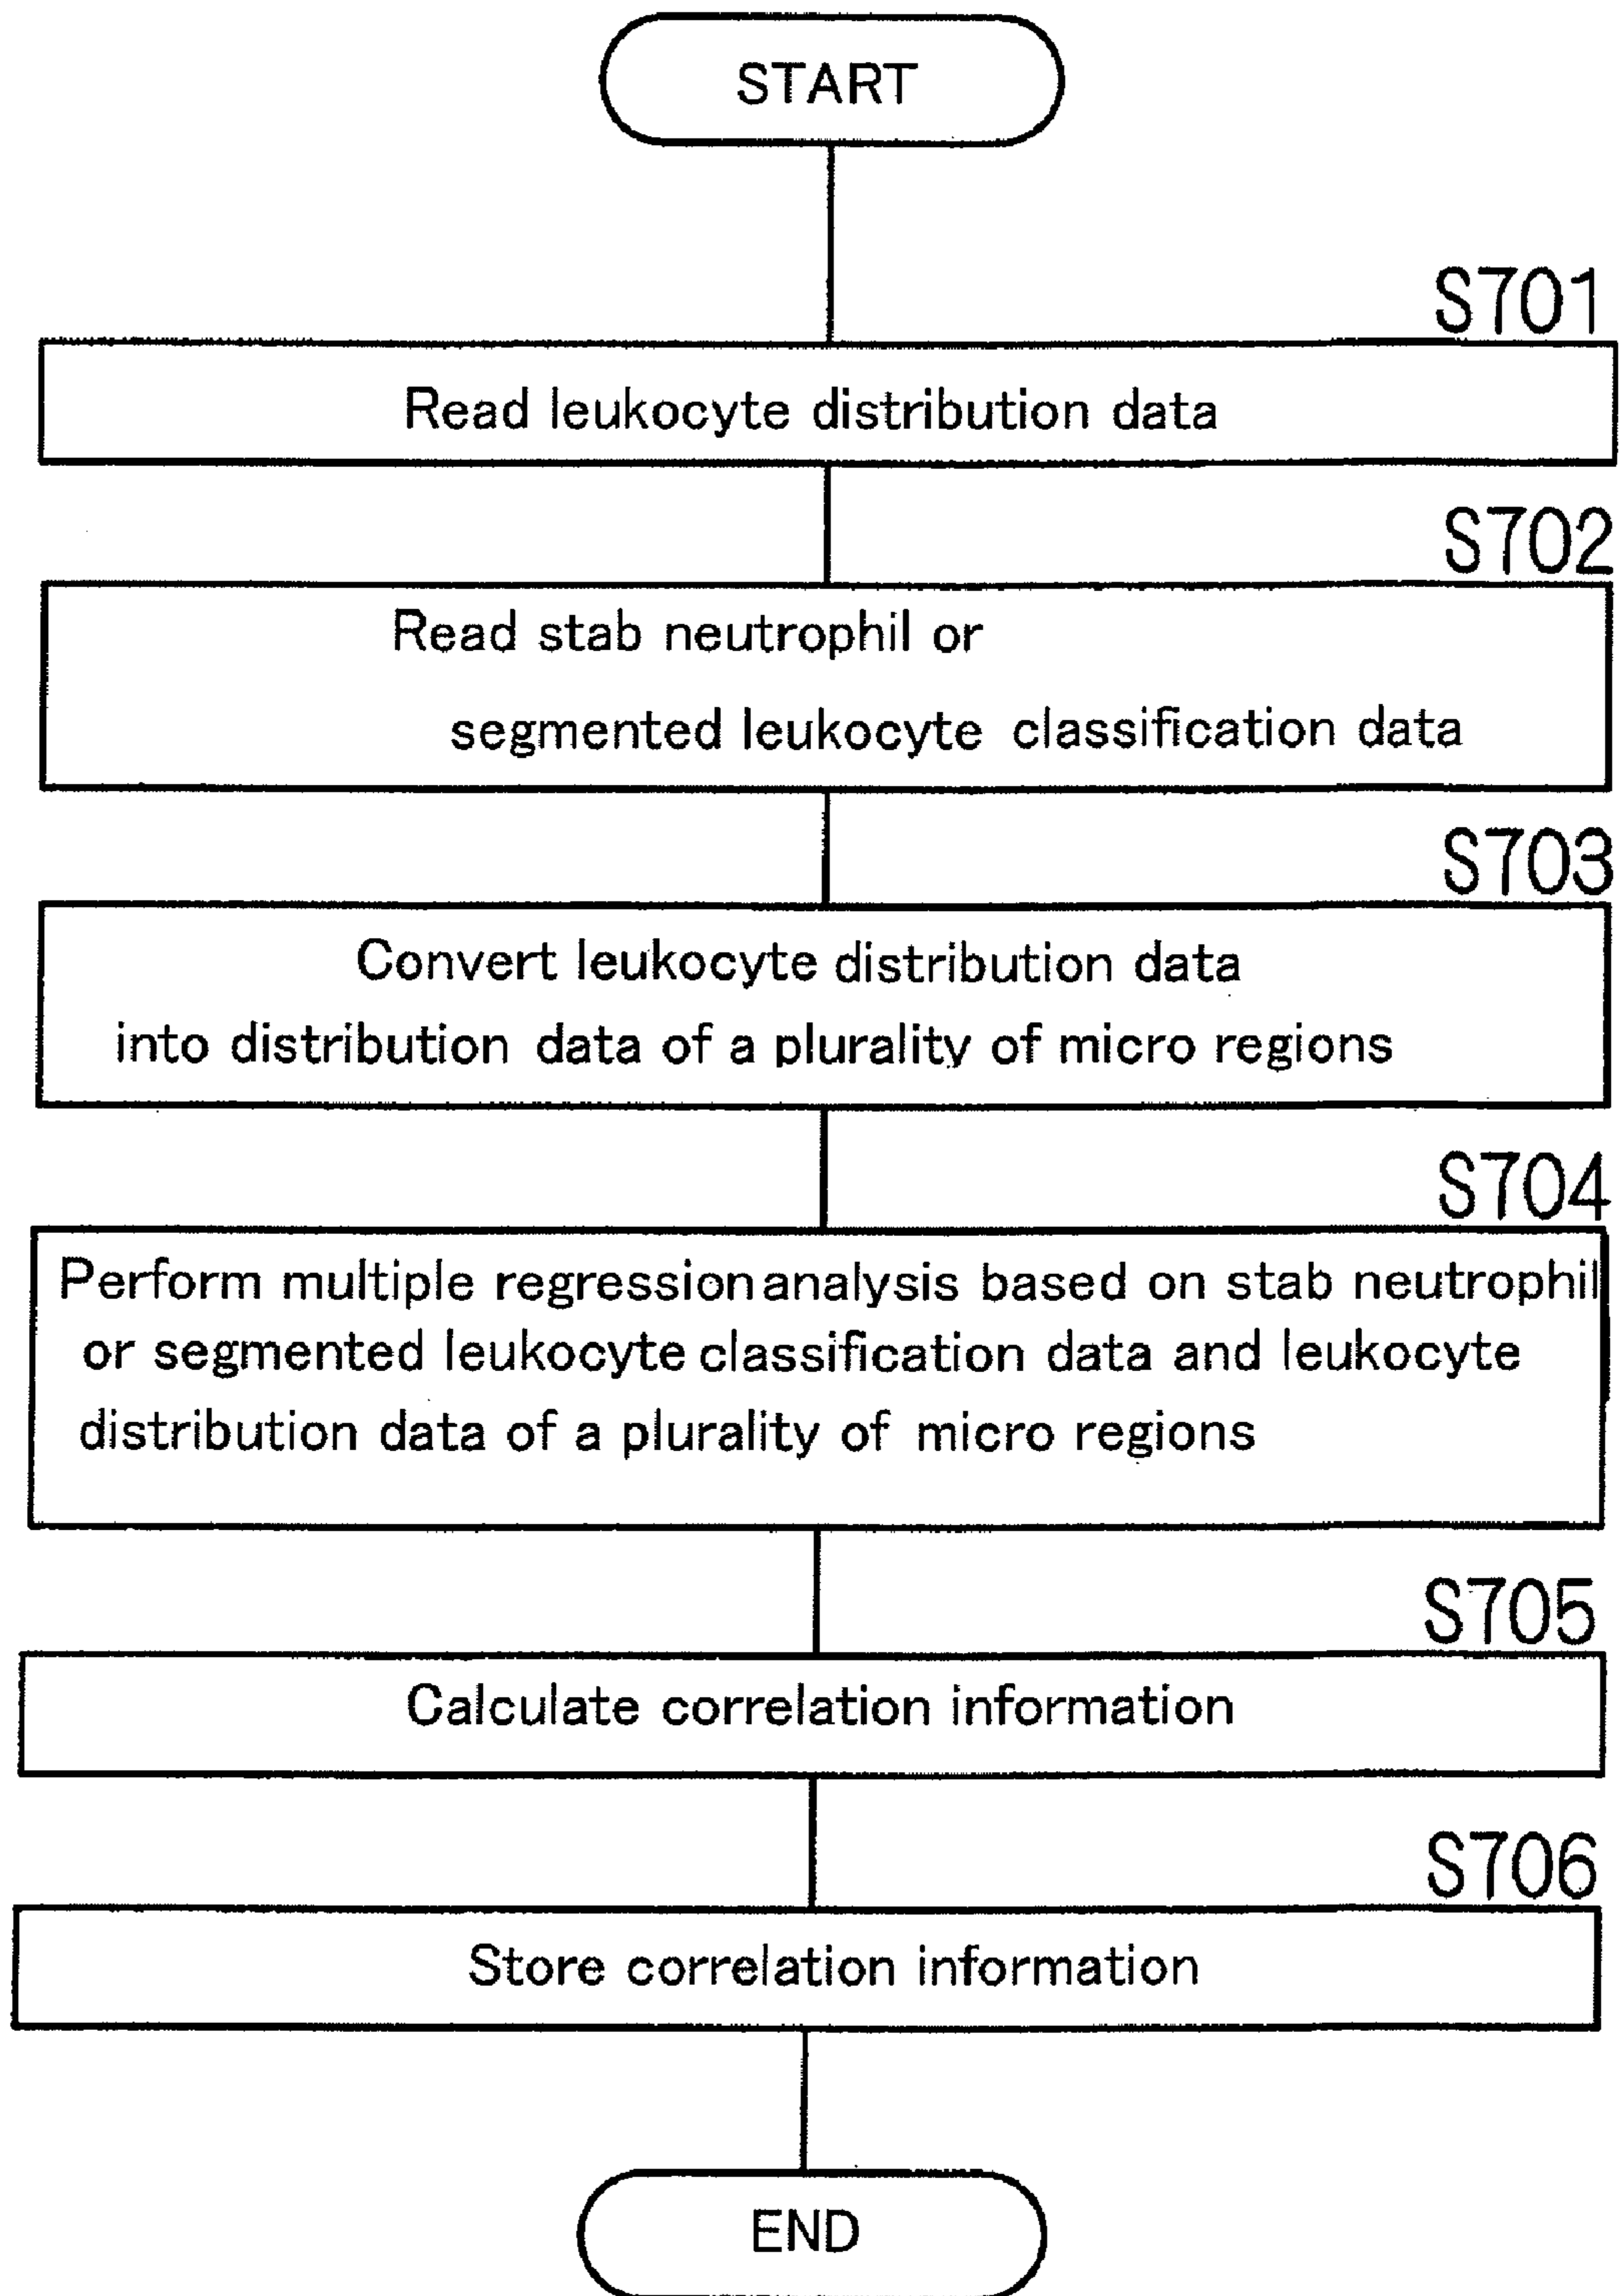 START
S701
Read leukocyte distribution data
S702
Read stab neutrophil or
segmented leukocyte classification data
S703
Convert leukocyte distribution data
into distribution data of a plurality of micro regions
S704
Perform multiple regression analysis based on stab neutrophil
or segmented leukocyte classification data and leukocyte
distribution data of a plurality of micro regions
S705
Calculate correlation information
S706
Store correlation information
END